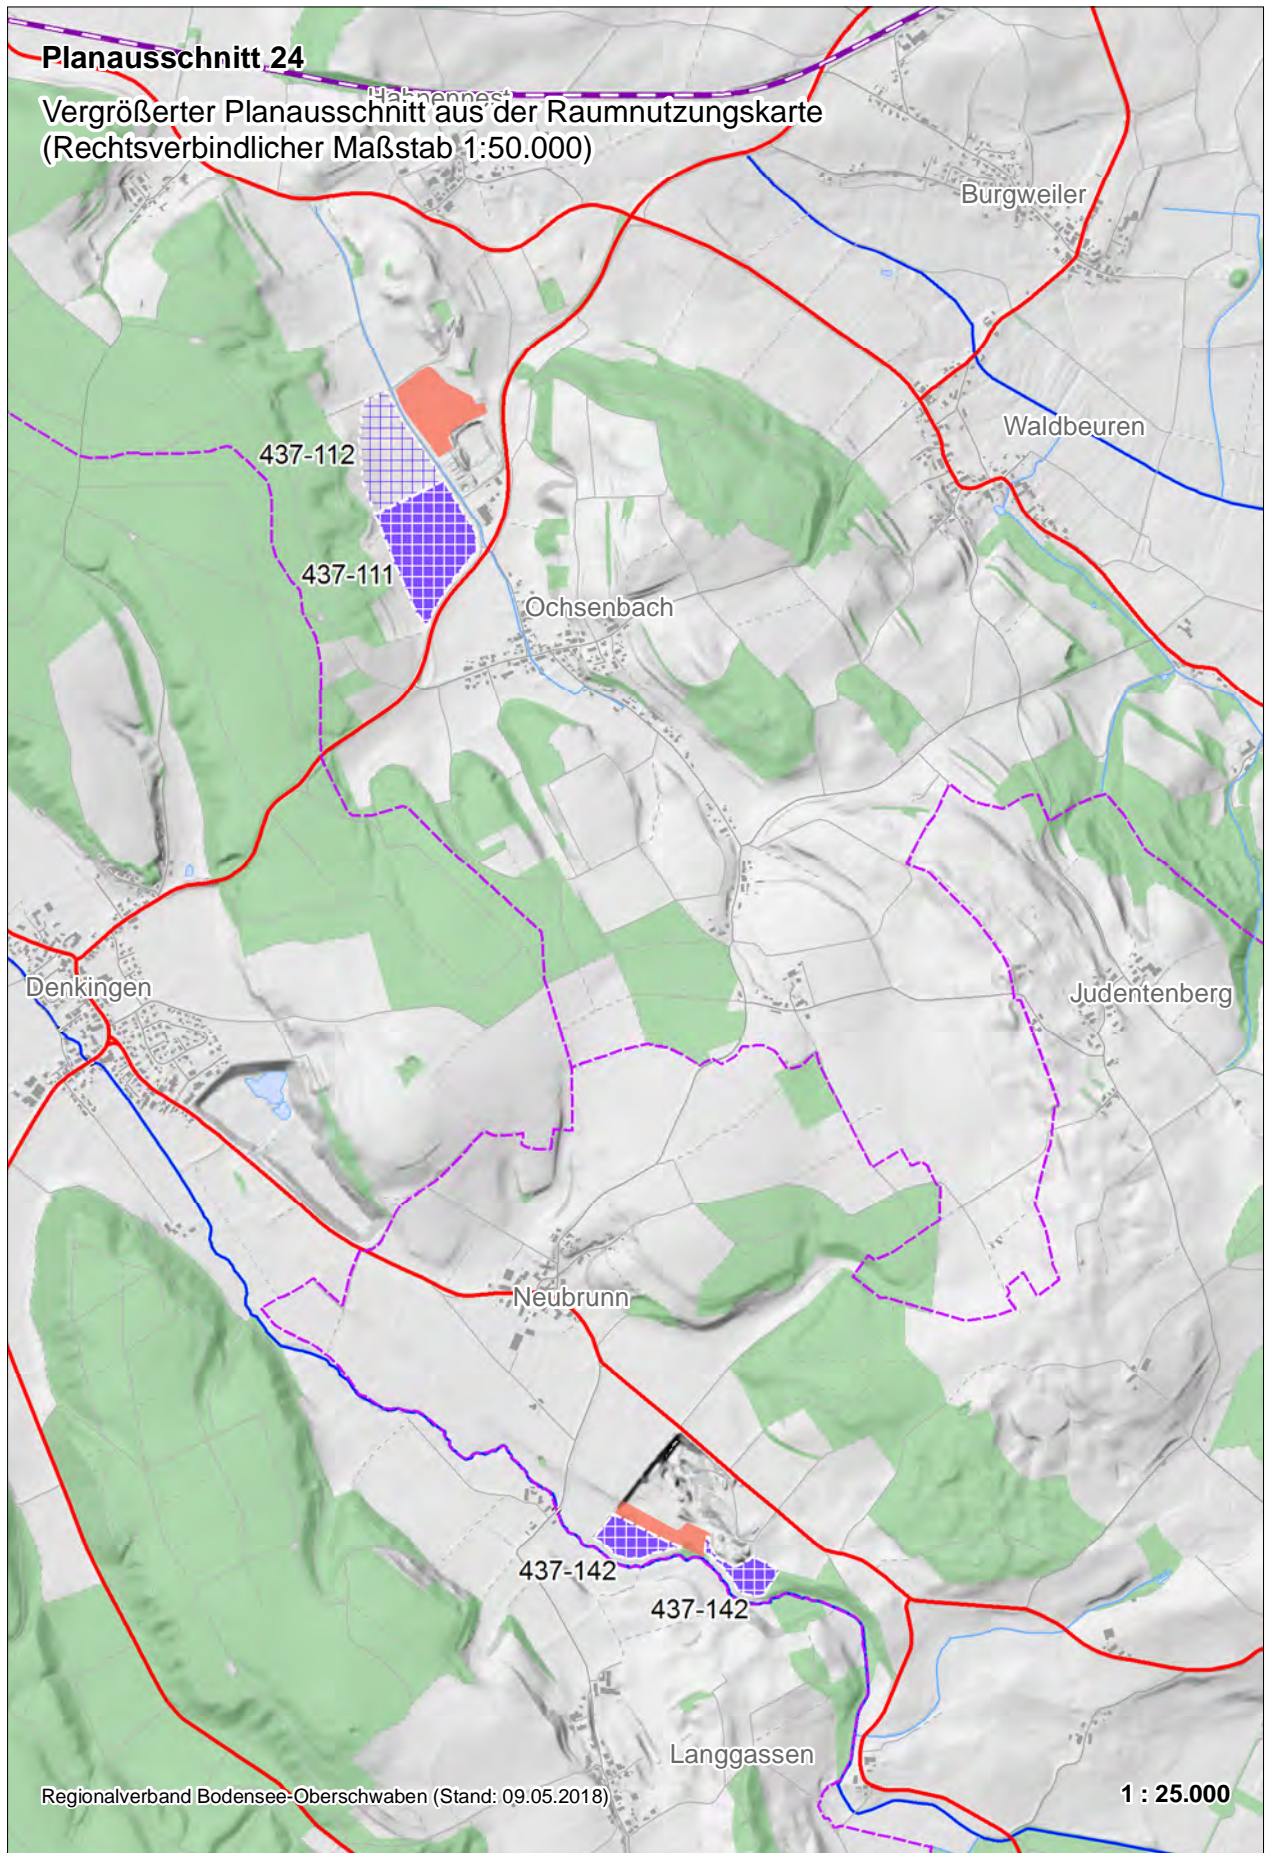 Planausschnitt 24
Hahnennest
Vergrößerter Planausschnitt aus der Raumnutzungskarte
(Rechtsverbindlicher Maßstab 1:50.000)
Burgweiler
Waldbeuren
437-112
437-111
Ochsenbach
Denkingen
Judentenberg
Neubrunn
437-142
437-142
Langgassen
Regionalverband Bodensee-Oberschwaben (Stand: 09.05.2018)
1 : 25.000